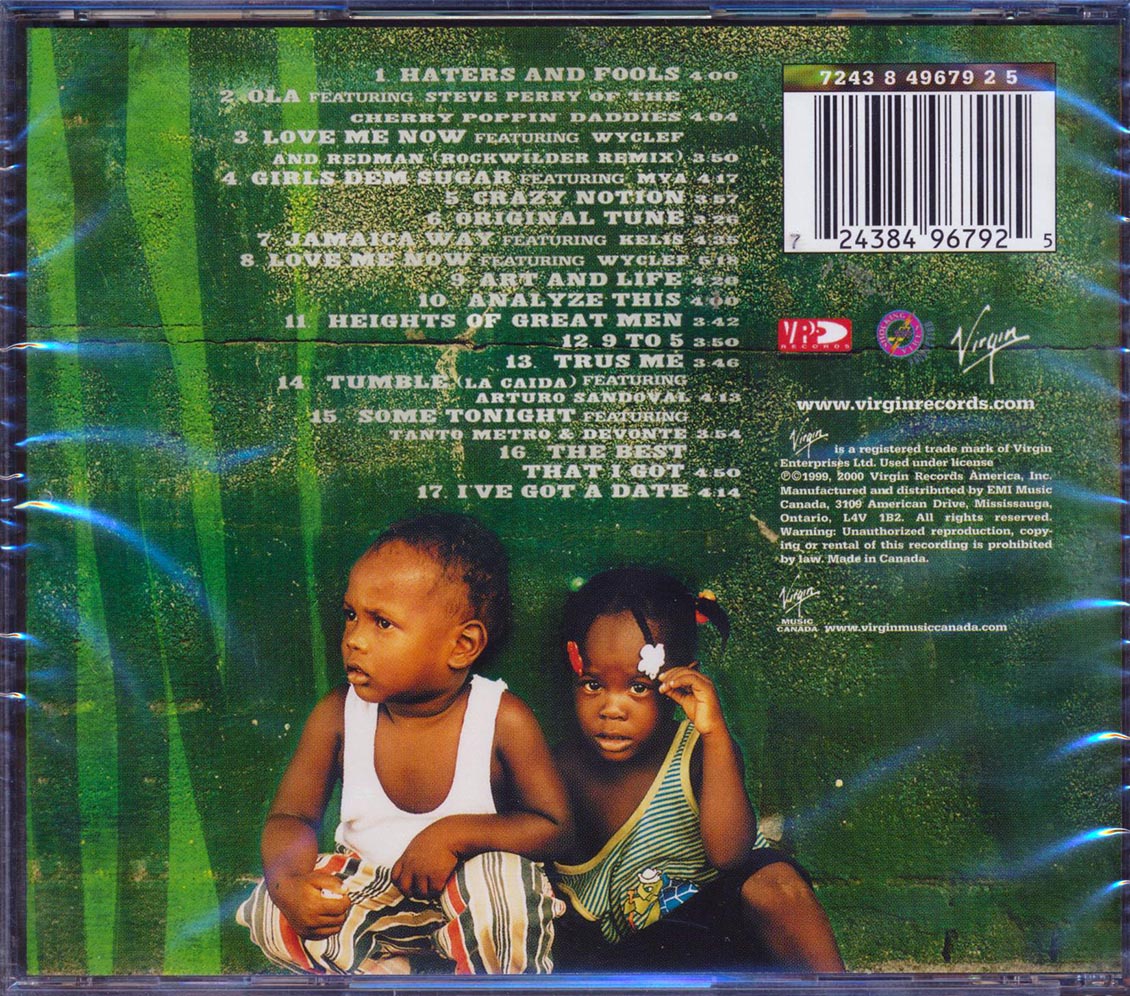 1 HATERS AND FOOLS 4 00
2. OLA FEATURING STEVE PERRY OF THE
CHERRY POPPIN DADDIES 4 04
3. LOVE ME NOW FEATURING WYCLEF
AND REDMAN (ROCKWILDER REMIX) 3:50
4. GIRLS DEM SUGAR FEATURING MYA 4 17
5. CRAZY NOTION 3 57
6. ORIGINAL TUNE 3:26
7. JAMAICA WAY FEATURING KELIS 4:35
8. LOVE ME NOW FEATURING WYCLEF 5:18
9. ART AND LIFE 4:26
10. ANALYZE THIS
11 HEIGHTS OF GREAT MEN 3:42
12. 9 TO 5 3:50
13. TRUS ME 3 46
14 TUMBLE (LA CAIDA) FEATURING
ARTURO SANDOVAL 4 13
15 SOME TONIGHT FEATURING
TANTO METRO & DEVONTE 3:54
16. THE BEST
THAT I GOT 4:50
17. I'VE GOT A DATE 4:14
7243 8 49679 2 5
7 24384 96792 5
VP
RECORDS
Virgin
www.virginrecords.com
Virgin is a registered trade mark of Virgin
Enterprises Ltd. Used under license
℗©1999, 2000 Virgin Records America, Inc.
Manufactured and distributed by EMI Music
Canada, 3109 American Drive, Mississauga,
Ontario, L4V 1B2. All rights reserved.
Warning: Unauthorized reproduction, copy-
ing or rental of this recording is prohibited
by law. Made in Canada.
Virgin
MUSIC
CANADA www.virginmusiccanada.com